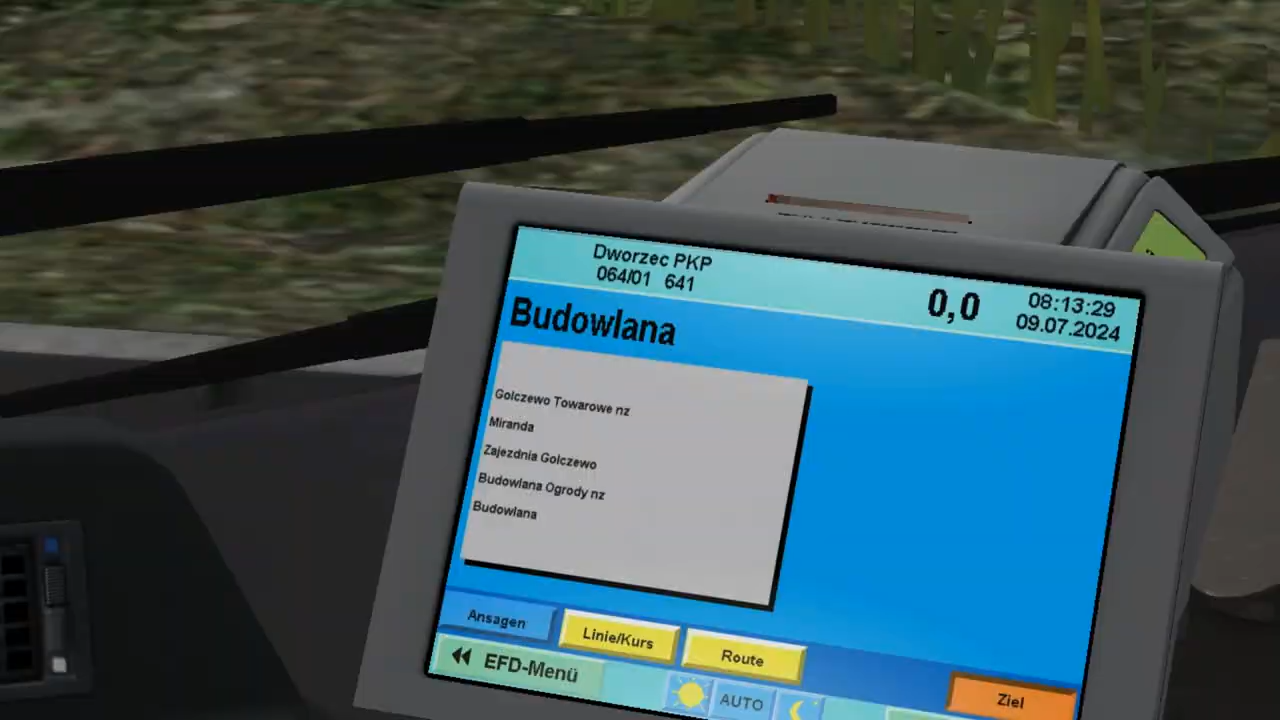 Dworzec PKP
064/01 641
0,0
08:13:29
09.07.2024
Budowlana
Golczewo Towarowe nz
Miranda
Zajezdnia Golczewo
Budowlana Ogrody nz
Budowlana
Ansagen
Linie/Kurs
Route
Ziel
EFD-Menü
AUTO